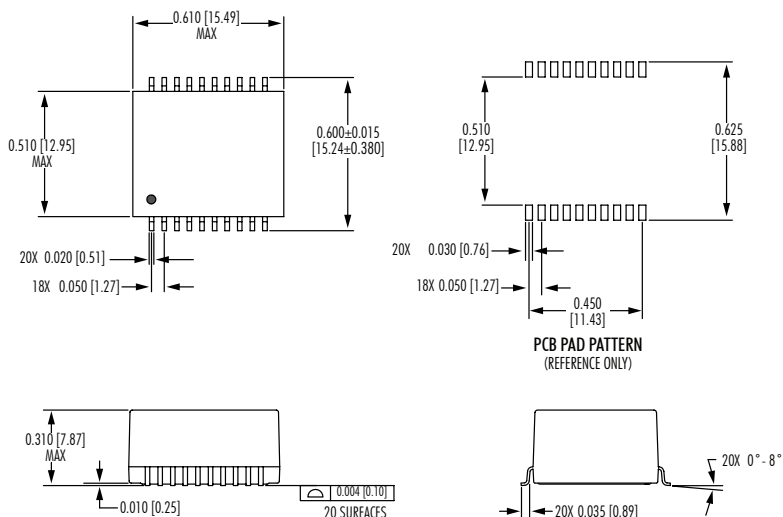 0.610 [15.49]
MAX
0.510 [12.95]
MAX
0.600±0.015
[15.24±0.380]
20X 0.020 [0.51]
18X 0.050 [1.27]
0.510
[12.95]
0.625
[15.88]
20X 0.030 [0.76]
18X 0.050 [1.27]
0.450
[11.43]
PCB PAD PATTERN
(REFERENCE ONLY)
0.310 [7.87]
MAX
0.010 [0.25]
0.004 [0.10]
20 SURFACES
20X 0°-8°
20X 0.035 [0.89]